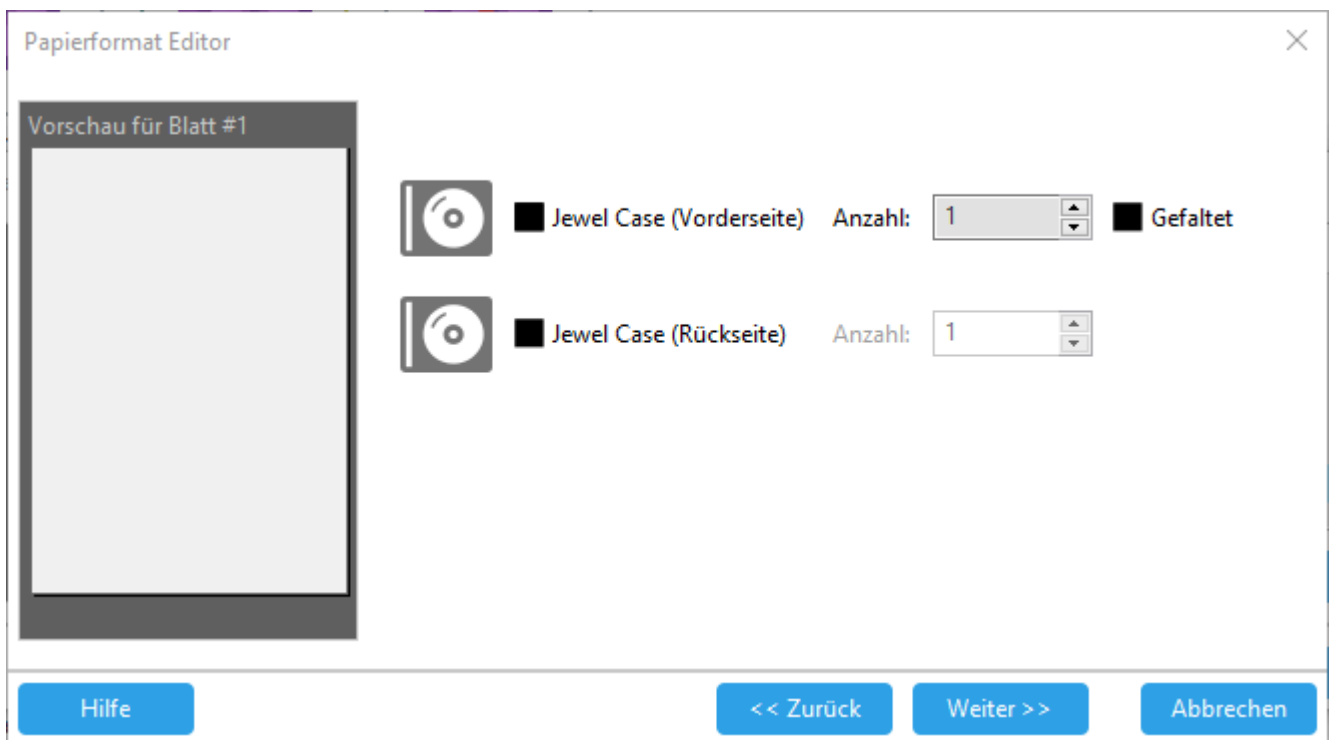 Papierformat Editor
Vorschau für Blatt #1
Jewel Case (Vorderseite) Anzahl: 1 Gefaltet
Jewel Case (Rückseite) Anzahl: 1
Hilfe << Zurück Weiter >> Abbrechen